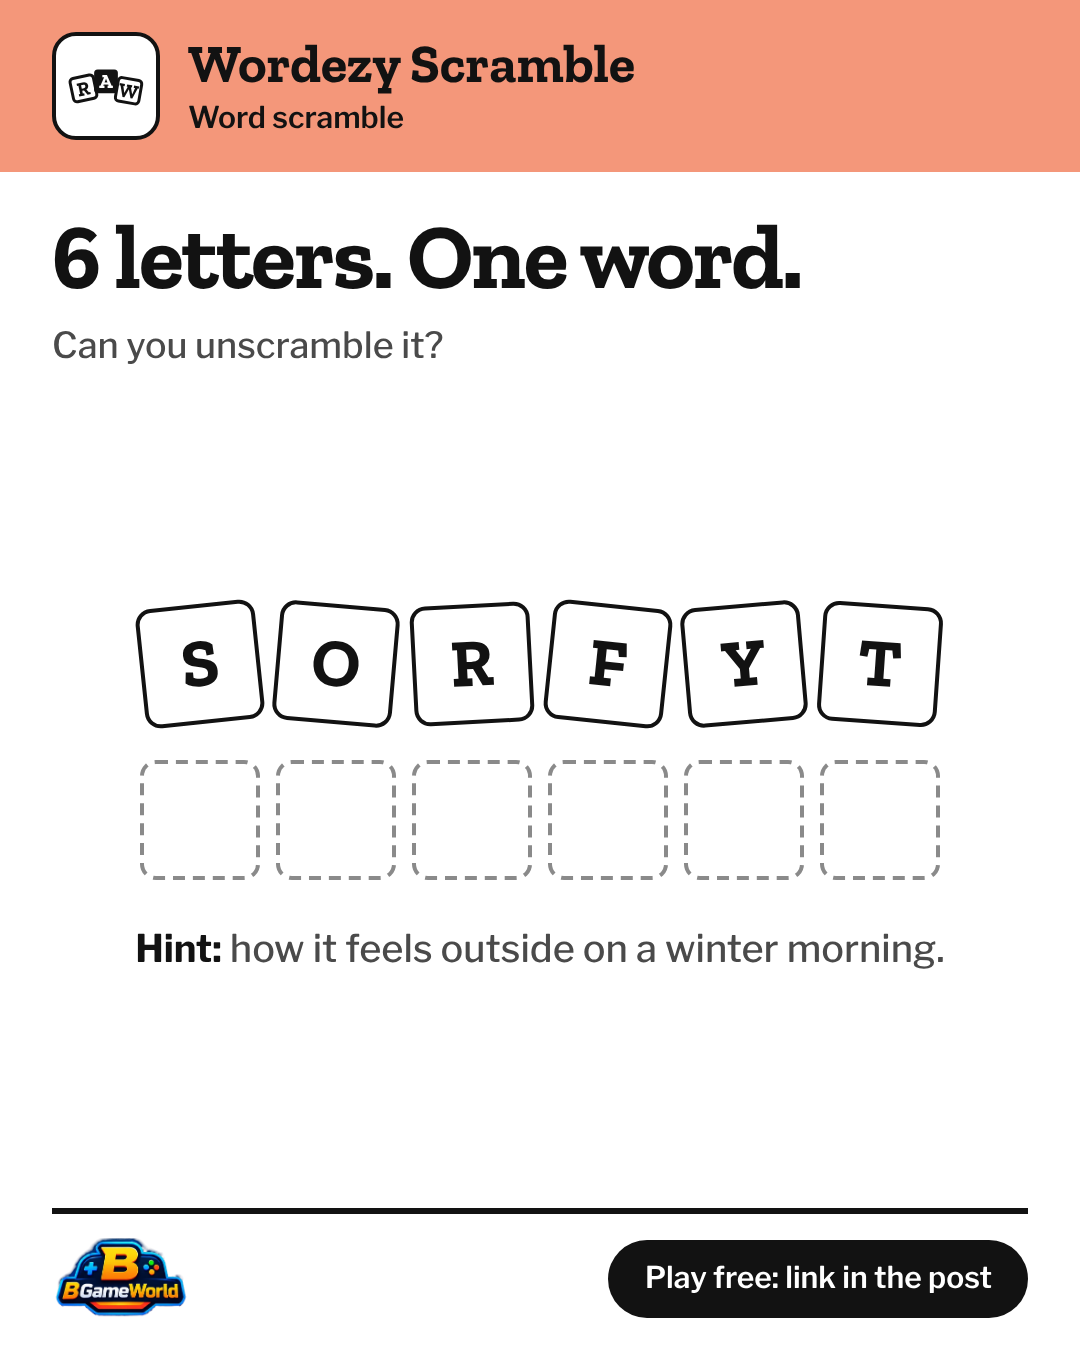 RAW
Wordezy Scramble
Word scramble
6 letters. One word.
Can you unscramble it?
S O R F Y T
Hint: how it feels outside on a winter morning.
B
BGameWorld
Play free: link in the post